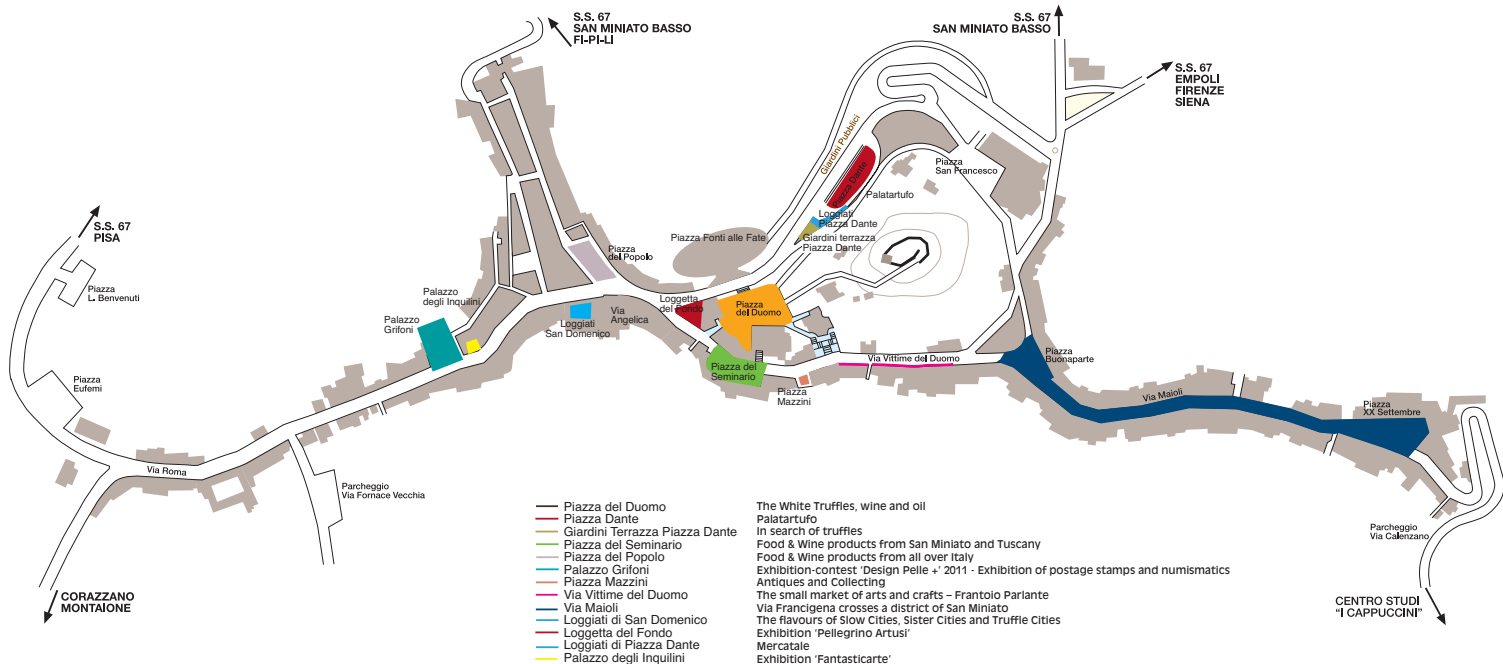 S.S. 67
SAN MINIATO BASSO
FI-PI-LI
S.S. 67
SAN MINIATO BASSO
S.S. 67
EMPOLI
FIRENZE
SIENA
S.S. 67
PISA
Giardini Pubblici
Piazza
San Francesco
Piazza Dante
Palatartufo
Loggiati
Piazza Dante
Giardini terrazza
Piazza Dante
Piazza Fonti alle Fate
Piazza
del Popolo
Piazza
L. Benvenuti
Palazzo
degli Inquilini
Palazzo
Grifoni
Loggiati
San Domenico
Via
Angelica
Loggetta
del Fondo
Piazza
del Duomo
Piazza del
Seminario
Piazza
Mazzini
Via Vittime del Duomo
Piazza
Buonaparte
Via Maioli
Piazza
XX Settembre
Piazza
Eufemi
Via Roma
Parcheggio
Via Fornace Vecchia
Parcheggio
Via Calenzano
CORAZZANO
MONTAIONE
CENTRO STUDI
“I CAPPUCCINI”
Piazza del Duomo The White Truffles, wine and oil
Piazza Dante Palatartufo
Giardini Terrazza Piazza Dante In search of truffles
Piazza del Seminario Food & Wine products from San Miniato and Tuscany
Piazza del Popolo Food & Wine products from all over Italy
Palazzo Grifoni Exhibition-contest ‘Design Pelle +’ 2011 - Exhibition of postage stamps and numismatics
Piazza Mazzini Antiques and Collecting
Via Vittime del Duomo The small market of arts and crafts – Frantoio Parlante
Via Maioli Via Francigena crosses a district of San Miniato
Loggiati di San Domenico The flavours of Slow Cities, Sister Cities and Truffle Cities
Loggetta del Fondo Exhibition ‘Pellegrino Artusi’
Loggiati di Piazza Dante Mercatale
Palazzo degli Inquilini Exhibition ‘Fantasticarte’